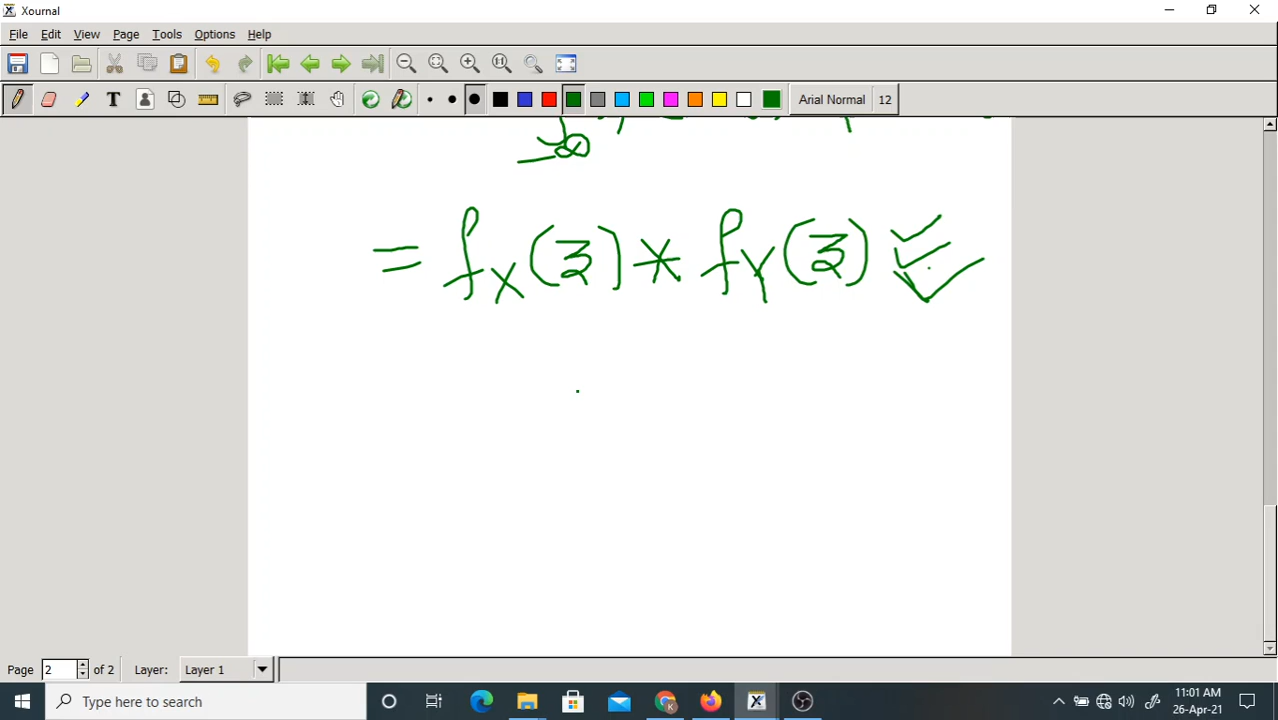 Xournal
File Edit View Page Tools Options Help
Arial Normal 12
-∞
= fX(z) * fY(z)
Page 2 of 2 Layer: Layer 1
Type here to search
11:01 AM
26-Apr-21